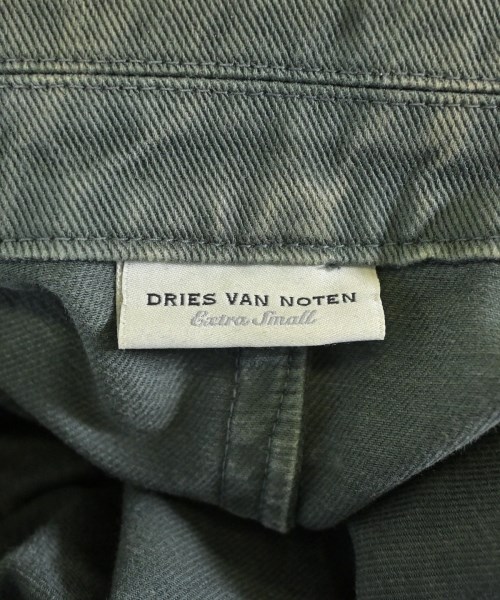 DRIES VAN NOTEN
Extra Small